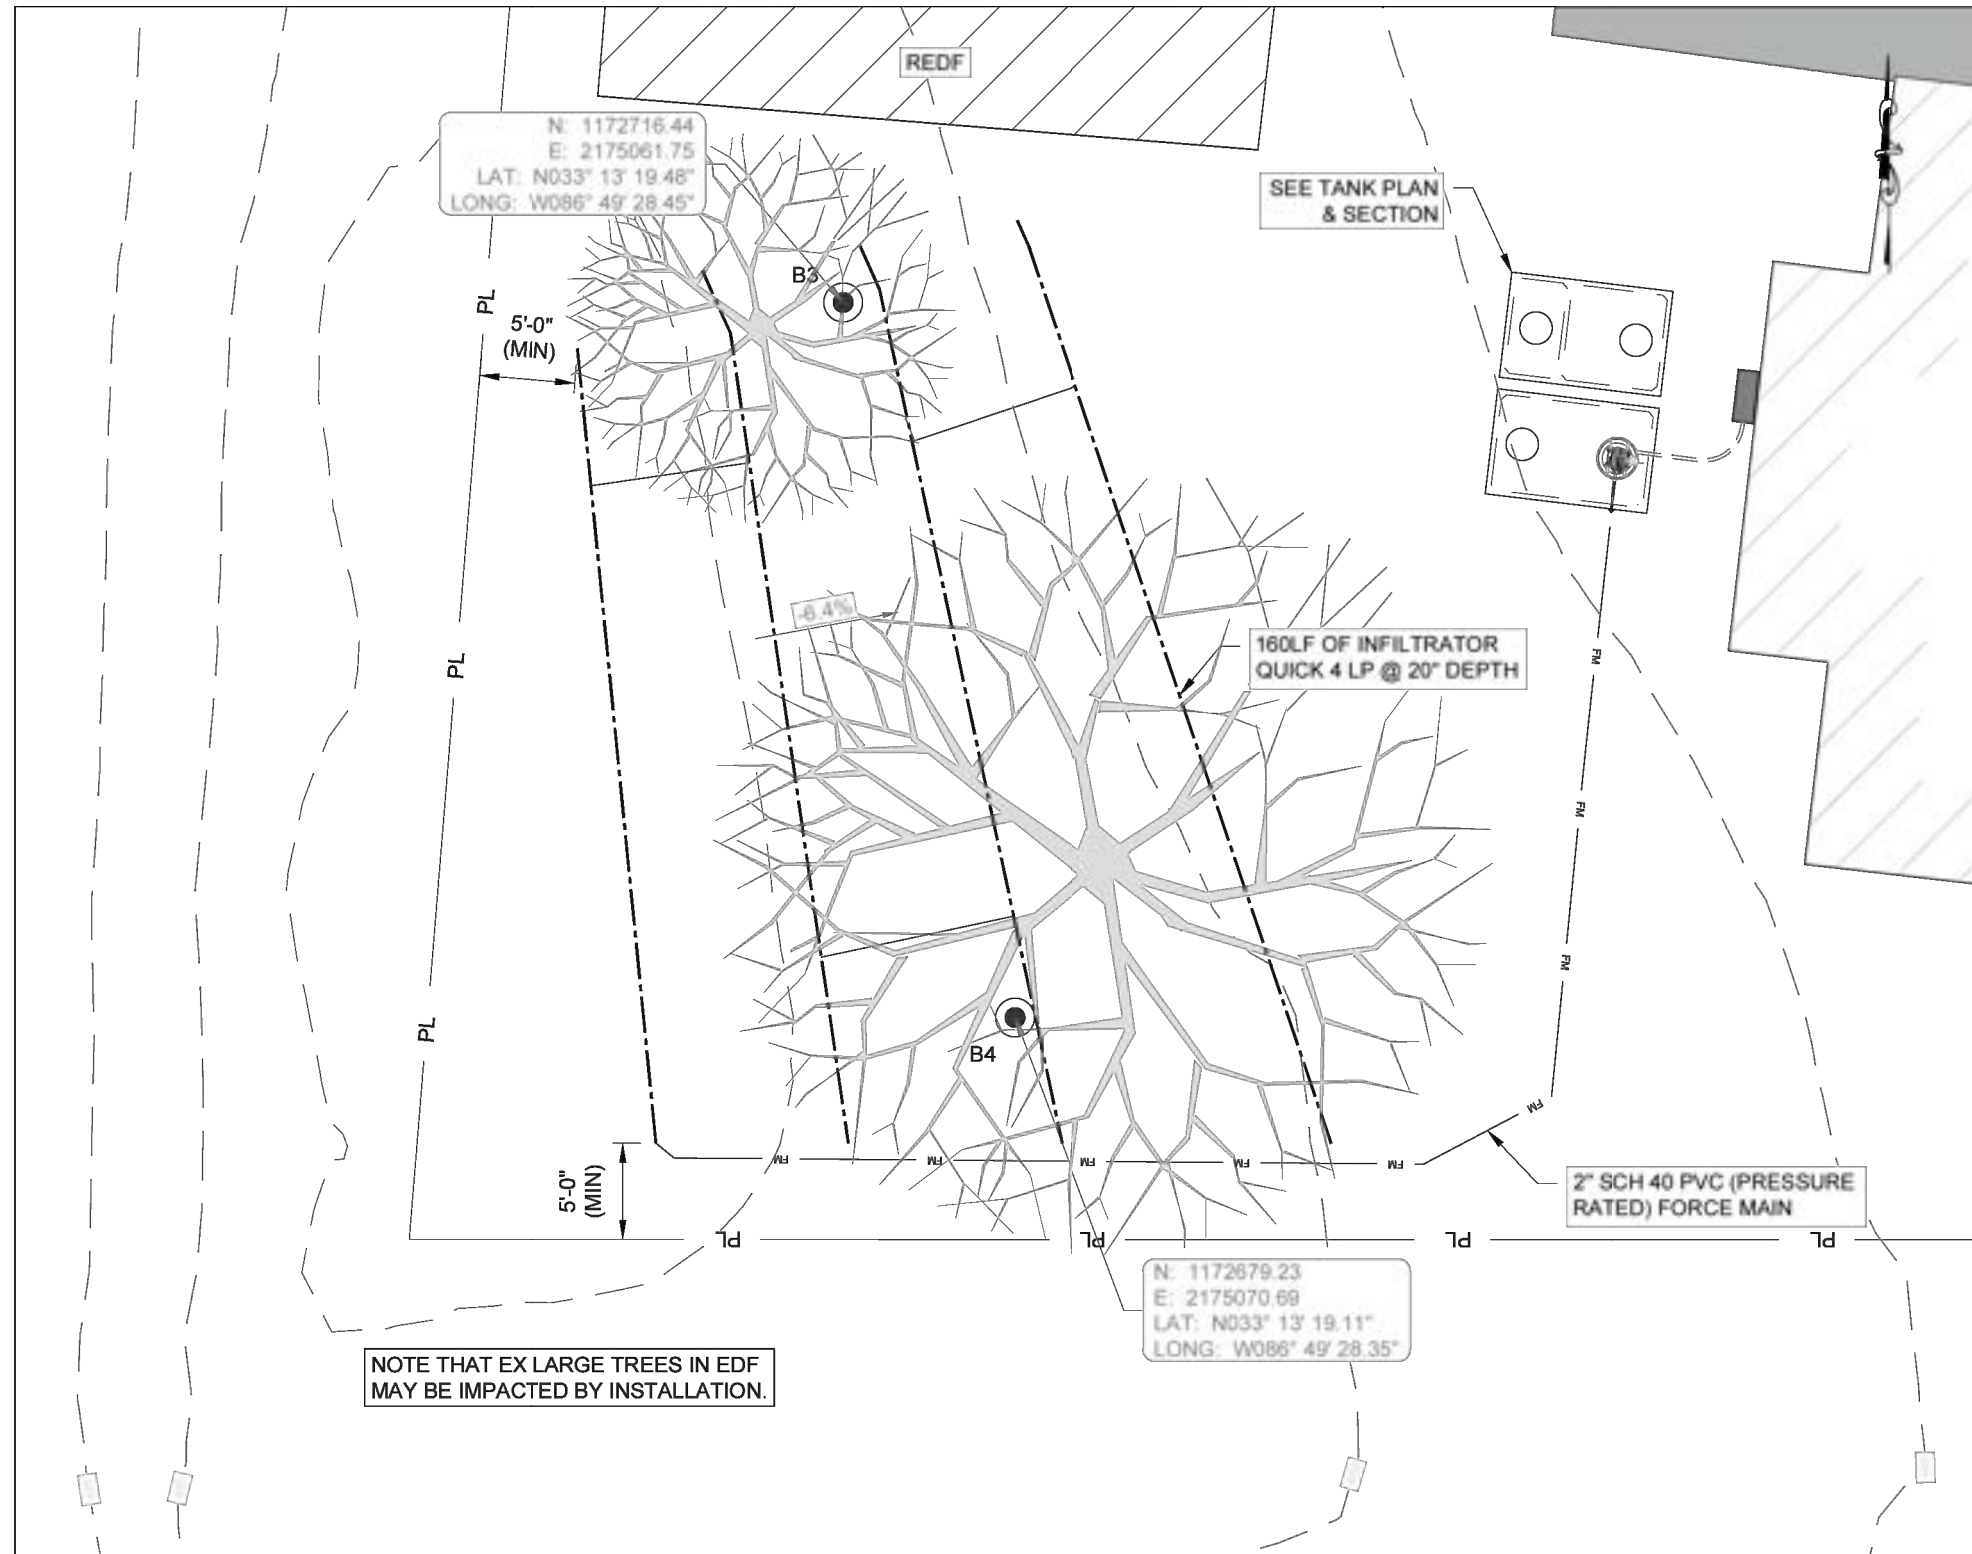 REDF
N: 1172716.44
E: 2175061.75
LAT: N033° 13' 19.48"
LONG: W086° 49' 28.45"
SEE TANK PLAN
& SECTION
B3
PL
5'-0"
(MIN)
-6.4%
160LF OF INFILTRATOR
QUICK 4 LP @ 20" DEPTH
FM
PL
FM
FM
PL
B4
FM
5'-0"
(MIN)
FM
FM
FM
FM
FM
2" SCH 40 PVC (PRESSURE
RATED) FORCE MAIN
PL
PL
PL
PL
N: 1172679.23
E: 2175070.69
LAT: N033° 13' 19.11"
LONG: W086° 49' 28.35"
NOTE THAT EX LARGE TREES IN EDF
MAY BE IMPACTED BY INSTALLATION.